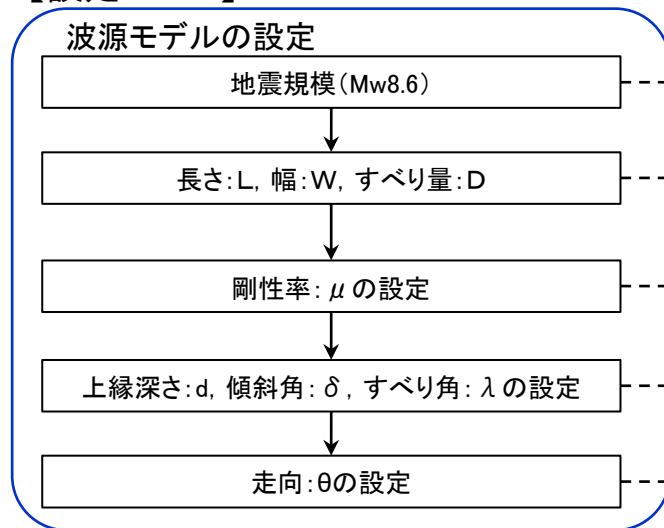 波源モデルの設定
地震規模(Mw8.6)
長さ:L, 幅:W, すべり量:D
剛性率:μの設定
上縁深さ:d, 傾斜角:δ, すべり角:λの設定
走向:θの設定